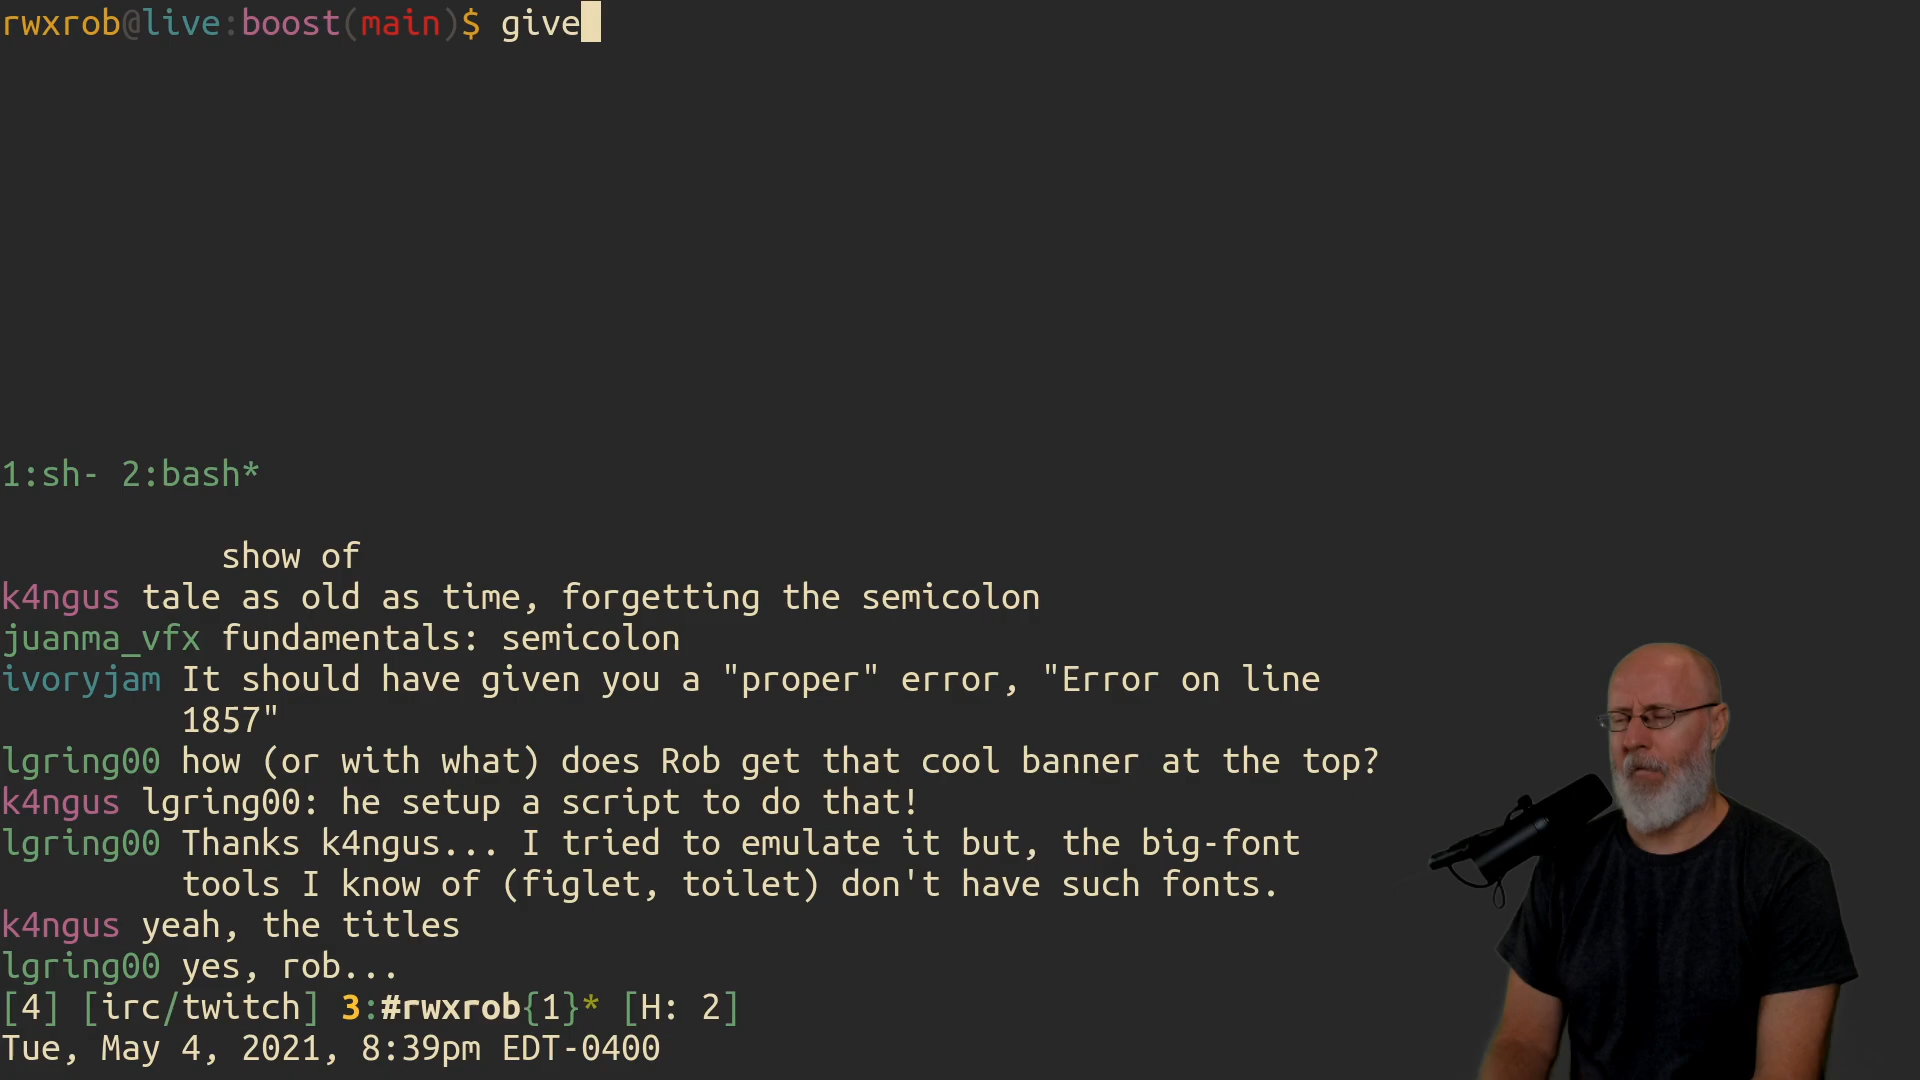 rwxrob@live:boost(main)$ give
1:sh- 2:bash*
show of
k4ngus tale as old as time, forgetting the semicolon
juanma_vfx fundamentals: semicolon
ivoryjam It should have given you a "proper" error, "Error on line
1857"
lgring00 how (or with what) does Rob get that cool banner at the top?
k4ngus lgring00: he setup a script to do that!
lgring00 Thanks k4ngus... I tried to emulate it but, the big-font
tools I know of (figlet, toilet) don't have such fonts.
k4ngus yeah, the titles
lgring00 yes, rob...
[4] [irc/twitch] 3:#rwxrob{1}* [H: 2]
Tue, May 4, 2021, 8:39pm EDT-0400